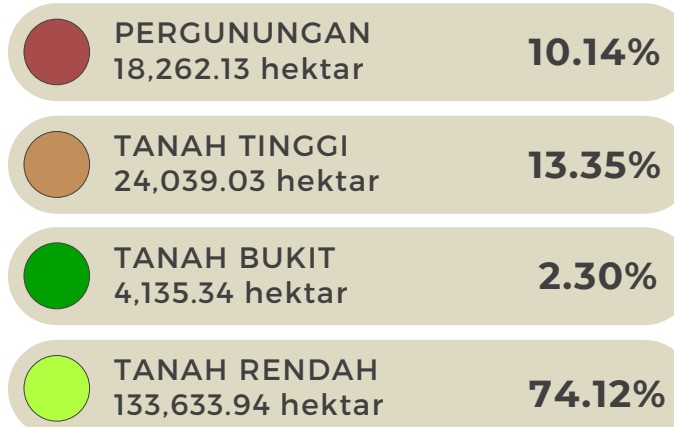 PERGUNUNGAN
18,262.13 hektar
10.14%
TANAH TINGGI
24,039.03 hektar
13.35%
TANAH BUKIT
4,135.34 hektar
2.30%
TANAH RENDAH
133,633.94 hektar
74.12%